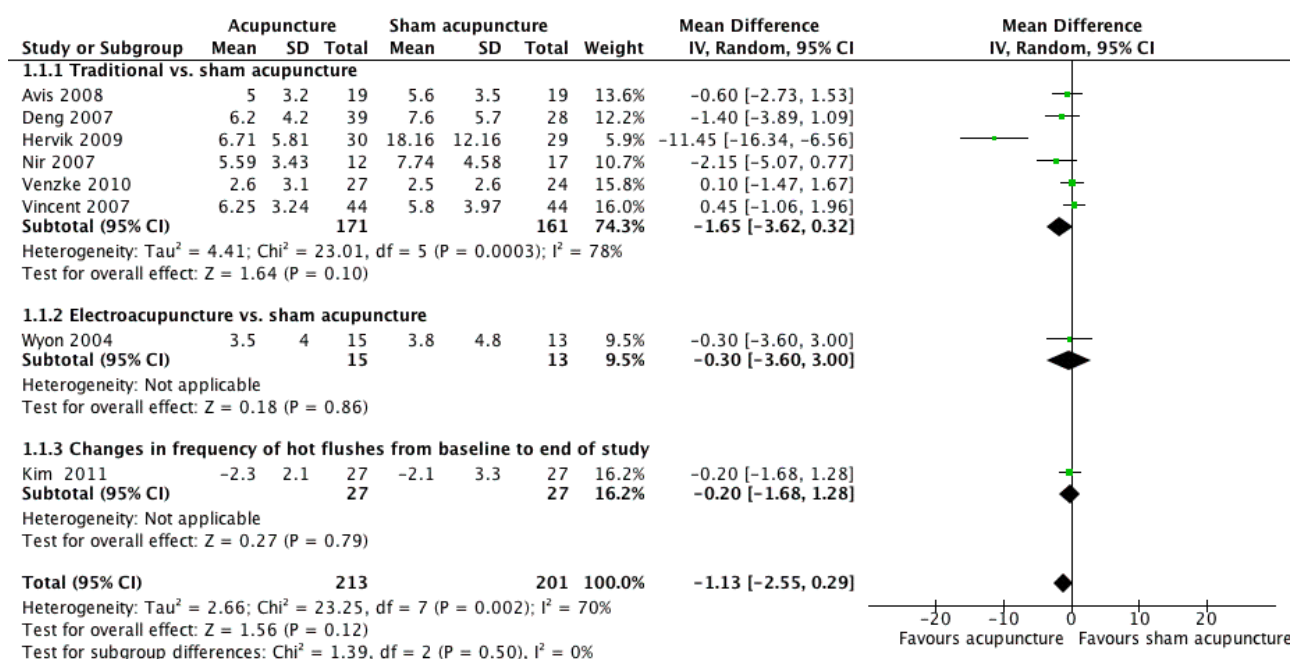 Acupuncture Sham acupuncture Mean Difference Mean Difference
Study or Subgroup Mean SD Total Mean SD Total Weight IV, Random, 95% CI IV, Random, 95% CI
1.1.1 Traditional vs. sham acupuncture
Avis 2008 5 3.2 19 5.6 3.5 19 13.6% −0.60 [−2.73, 1.53]
Deng 2007 6.2 4.2 39 7.6 5.7 28 12.2% −1.40 [−3.89, 1.09]
Hervik 2009 6.71 5.81 30 18.16 12.16 29 5.9% −11.45 [−16.34, −6.56]
Nir 2007 5.59 3.43 12 7.74 4.58 17 10.7% −2.15 [−5.07, 0.77]
Venzke 2010 2.6 3.1 27 2.5 2.6 24 15.8% 0.10 [−1.47, 1.67]
Vincent 2007 6.25 3.24 44 5.8 3.97 44 16.0% 0.45 [−1.06, 1.96]
Subtotal (95% CI) 171 161 74.3% −1.65 [−3.62, 0.32]
Heterogeneity: Tau² = 4.41; Chi² = 23.01, df = 5 (P = 0.0003); I² = 78%
Test for overall effect: Z = 1.64 (P = 0.10)
1.1.2 Electroacupuncture vs. sham acupuncture
Wyon 2004 3.5 4 15 3.8 4.8 13 9.5% −0.30 [−3.60, 3.00]
Subtotal (95% CI) 15 13 9.5% −0.30 [−3.60, 3.00]
Heterogeneity: Not applicable
Test for overall effect: Z = 0.18 (P = 0.86)
1.1.3 Changes in frequency of hot flushes from baseline to end of study
Kim 2011 −2.3 2.1 27 −2.1 3.3 27 16.2% −0.20 [−1.68, 1.28]
Subtotal (95% CI) 27 27 16.2% −0.20 [−1.68, 1.28]
Heterogeneity: Not applicable
Test for overall effect: Z = 0.27 (P = 0.79)
Total (95% CI) 213 201 100.0% −1.13 [−2.55, 0.29]
Heterogeneity: Tau² = 2.66; Chi² = 23.25, df = 7 (P = 0.002); I² = 70%
Test for overall effect: Z = 1.56 (P = 0.12)
Test for subgroup differences: Chi² = 1.39, df = 2 (P = 0.50), I² = 0%
−20 −10 0 10 20
Favours acupuncture Favours sham acupuncture